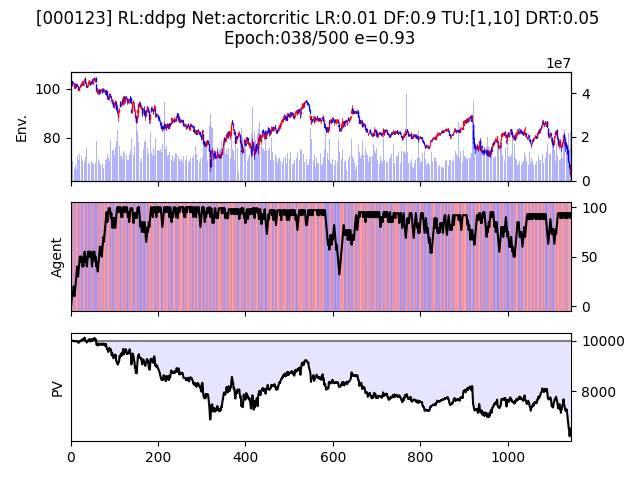 [000123] RL:ddpg Net:actorcritic LR:0.01 DF:0.9 TU:[1,10] DRT:0.05
Epoch:038/500 e=0.93
1e7
100
80
Env.
4
2
0
Agent
100
50
0
PV
10000
8000
0 200 400 600 800 1000